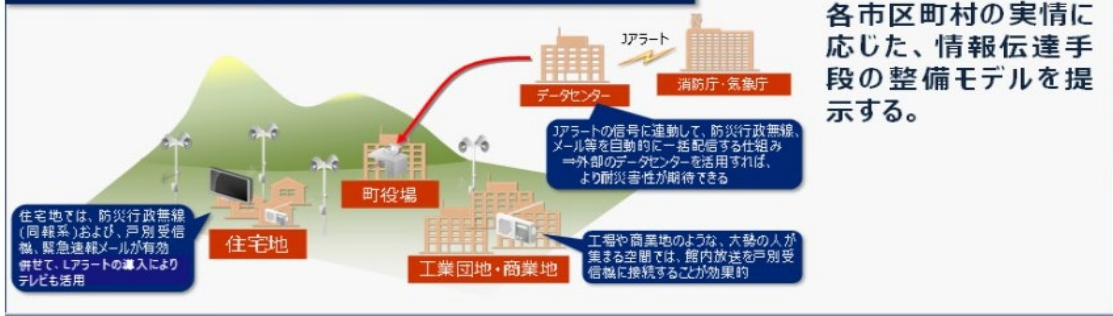 各市区町村の実情に
応じた、情報伝達手
段の整備モデルを提
示する。
Jアラート
データセンター
消防庁・気象庁
Jアラートの信号に連動して、防災行政無線、
メール等を自動的に一括配信する仕組み
⇒外部のデータセンターを活用すれば、
より耐災害性が期待できる
町役場
住宅地では、防災行政無線
(同報系)および、戸別受信
機、緊急速報メールが有効
併せて、Lアラートの導入により
テレビも活用
住宅地
工業団地・商業地
工場や商業地のような、大勢の人が
集まる空間では、館内放送を戸別受
信機に接続することが効果的